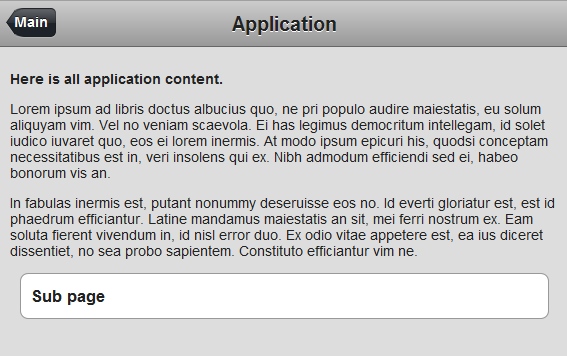 Main
Application
Here is all application content.
Lorem ipsum ad libris doctus albucius quo, ne pri populo audire maiestatis, eu solum
aliquyam vim. Vel no veniam scaevola. Ei has legimus democritum intellegam, id solet
iudico iuvaret quo, eos ei lorem inermis. At modo ipsum epicuri his, quodsi conceptam
necessitatibus est in, veri insolens qui ex. Nibh admodum efficiendi sed ei, habeo
bonorum vis an.
In fabulas inermis est, putant nonummy deseruisse eos no. Id everti gloriatur est, est id
phaedrum efficiantur. Latine mandamus maiestatis an sit, mei ferri nostrum ex. Eam
soluta fierent vivendum in, id nisl error duo. Ex odio vitae appetere est, ea ius diceret
dissentiet, no sea probo sapientem. Constituto efficiantur vim ne.
Sub page